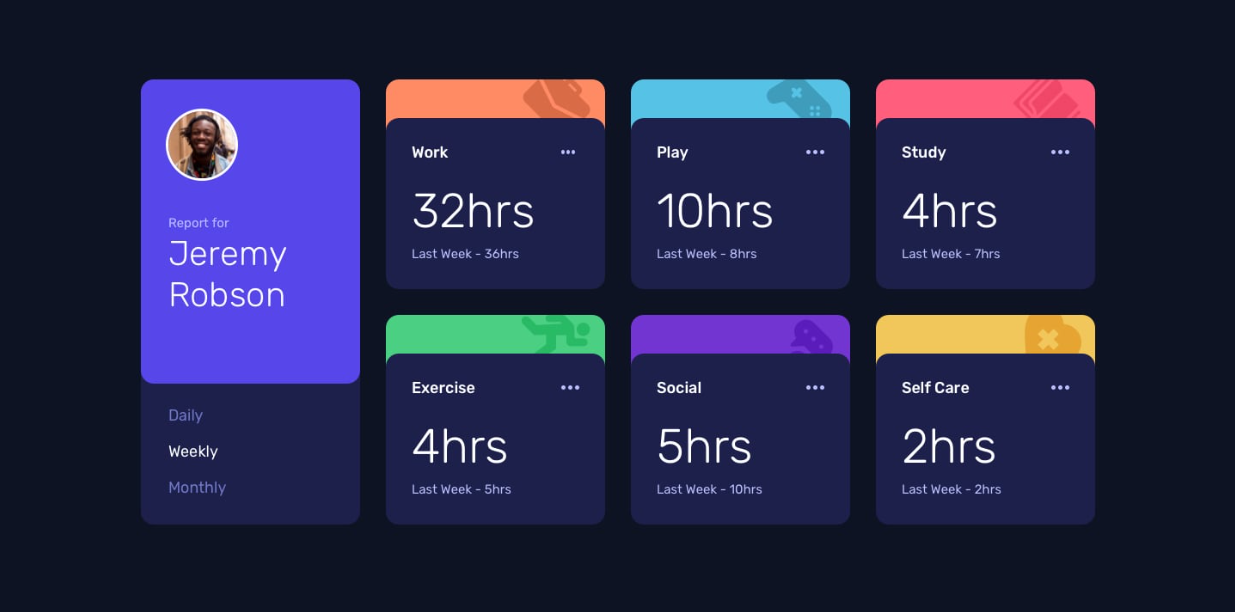 Report for
Jeremy
Robson
Daily
Weekly
Monthly
Work
32hrs
Last Week - 36hrs
Play
10hrs
Last Week - 8hrs
Study
4hrs
Last Week - 7hrs
Exercise
4hrs
Last Week - 5hrs
Social
5hrs
Last Week - 10hrs
Self Care
2hrs
Last Week - 2hrs